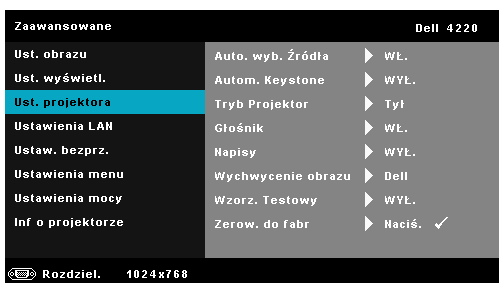 Zaawansowane Dell 4220
Ust. obrazu
Ust. wyświetl.
Ust. projektora
Ustawienia LAN
Ustaw. bezprz.
Ustawienia menu
Ustawienia mocy
Inf o projektorze
Auto. wyb. Źródła WŁ.
Autom. Keystone WYŁ.
Tryb Projektor Tył
Głośnik WŁ.
Napisy WYŁ.
Wychwycenie obrazu Dell
Wzorz. Testowy WYŁ.
Zerow. do fabr Naciś.
Rozdziel. 1024x768